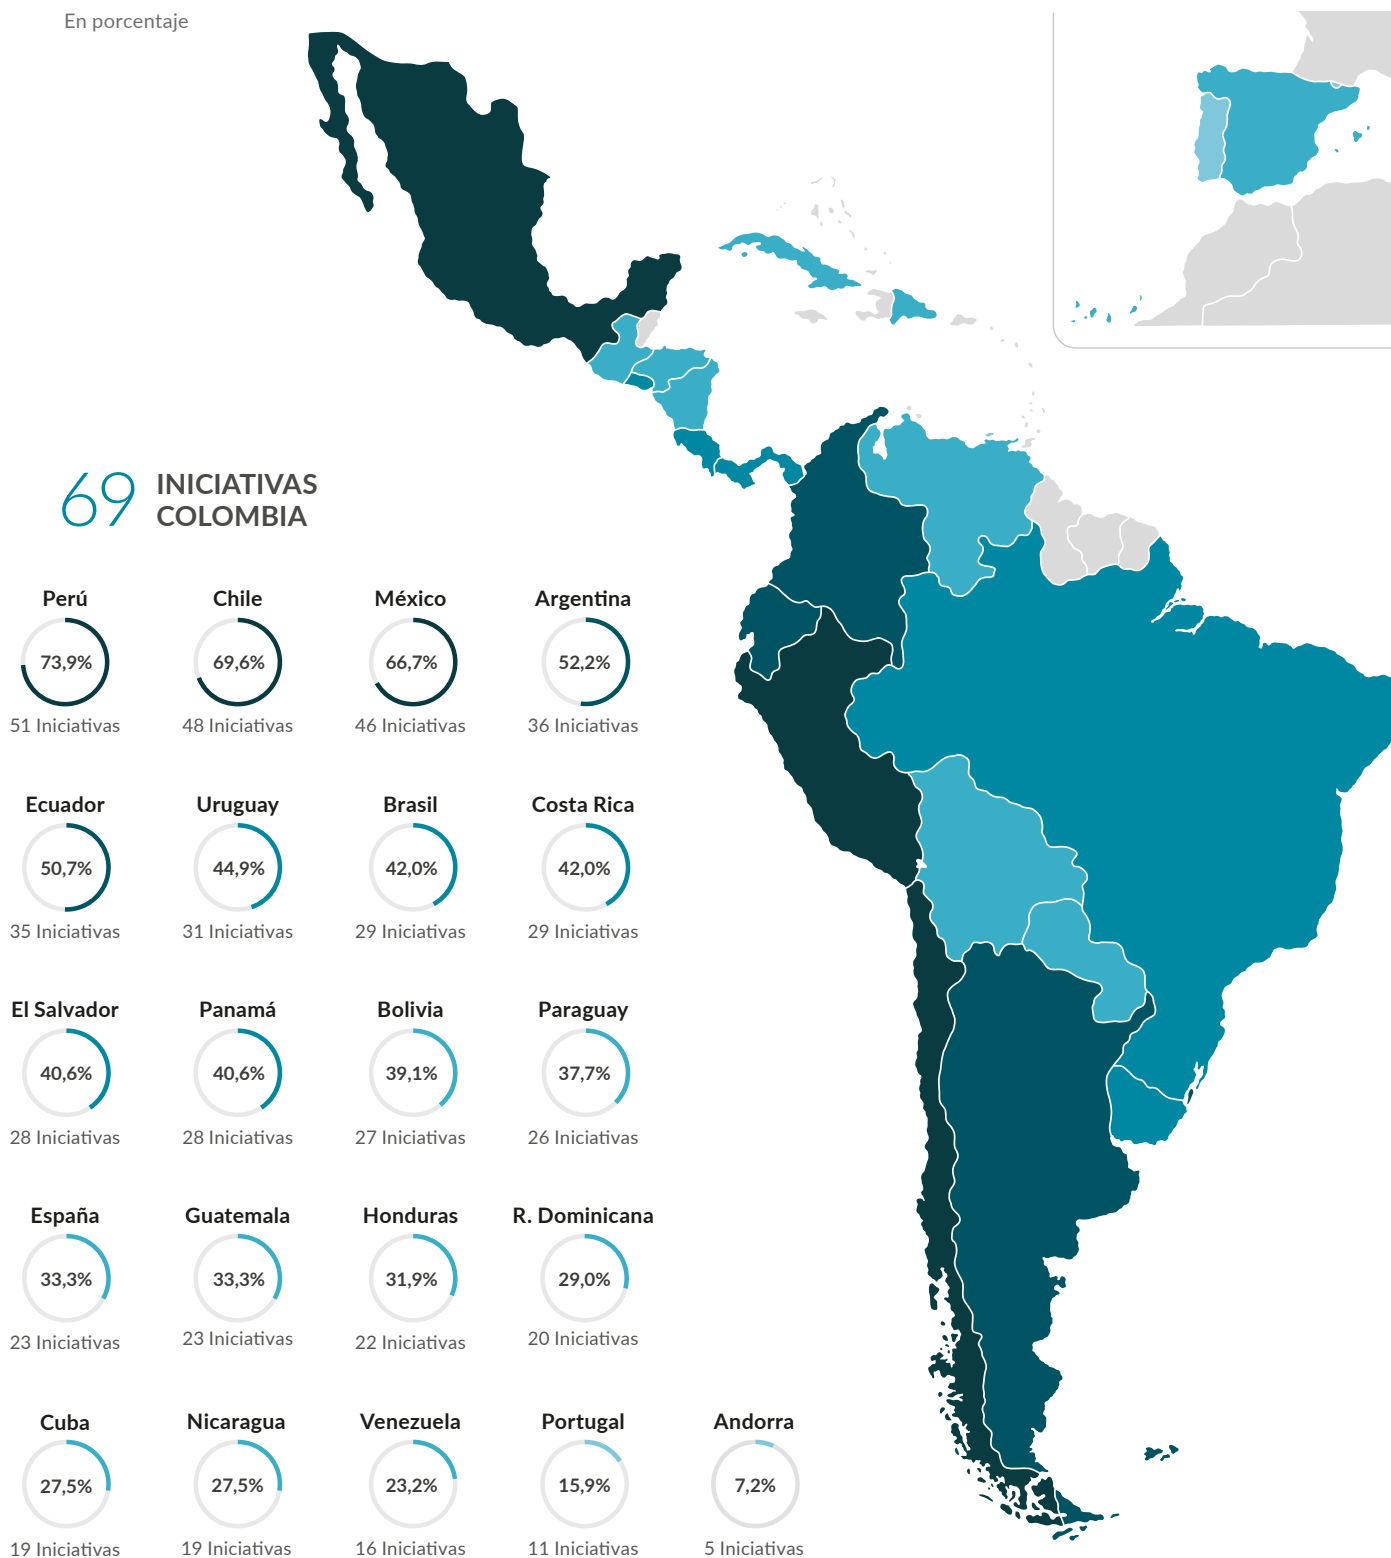 En porcentaje
69 INICIATIVAS
COLOMBIA
Perú
73,9%
51 Iniciativas
Chile
69,6%
48 Iniciativas
México
66,7%
46 Iniciativas
Argentina
52,2%
36 Iniciativas
Ecuador
50,7%
35 Iniciativas
Uruguay
44,9%
31 Iniciativas
Brasil
42,0%
29 Iniciativas
Costa Rica
42,0%
29 Iniciativas
El Salvador
40,6%
28 Iniciativas
Panamá
40,6%
28 Iniciativas
Bolivia
39,1%
27 Iniciativas
Paraguay
37,7%
26 Iniciativas
España
33,3%
23 Iniciativas
Guatemala
33,3%
23 Iniciativas
Honduras
31,9%
22 Iniciativas
R. Dominicana
29,0%
20 Iniciativas
Cuba
27,5%
19 Iniciativas
Nicaragua
27,5%
19 Iniciativas
Venezuela
23,2%
16 Iniciativas
Portugal
15,9%
11 Iniciativas
Andorra
7,2%
5 Iniciativas